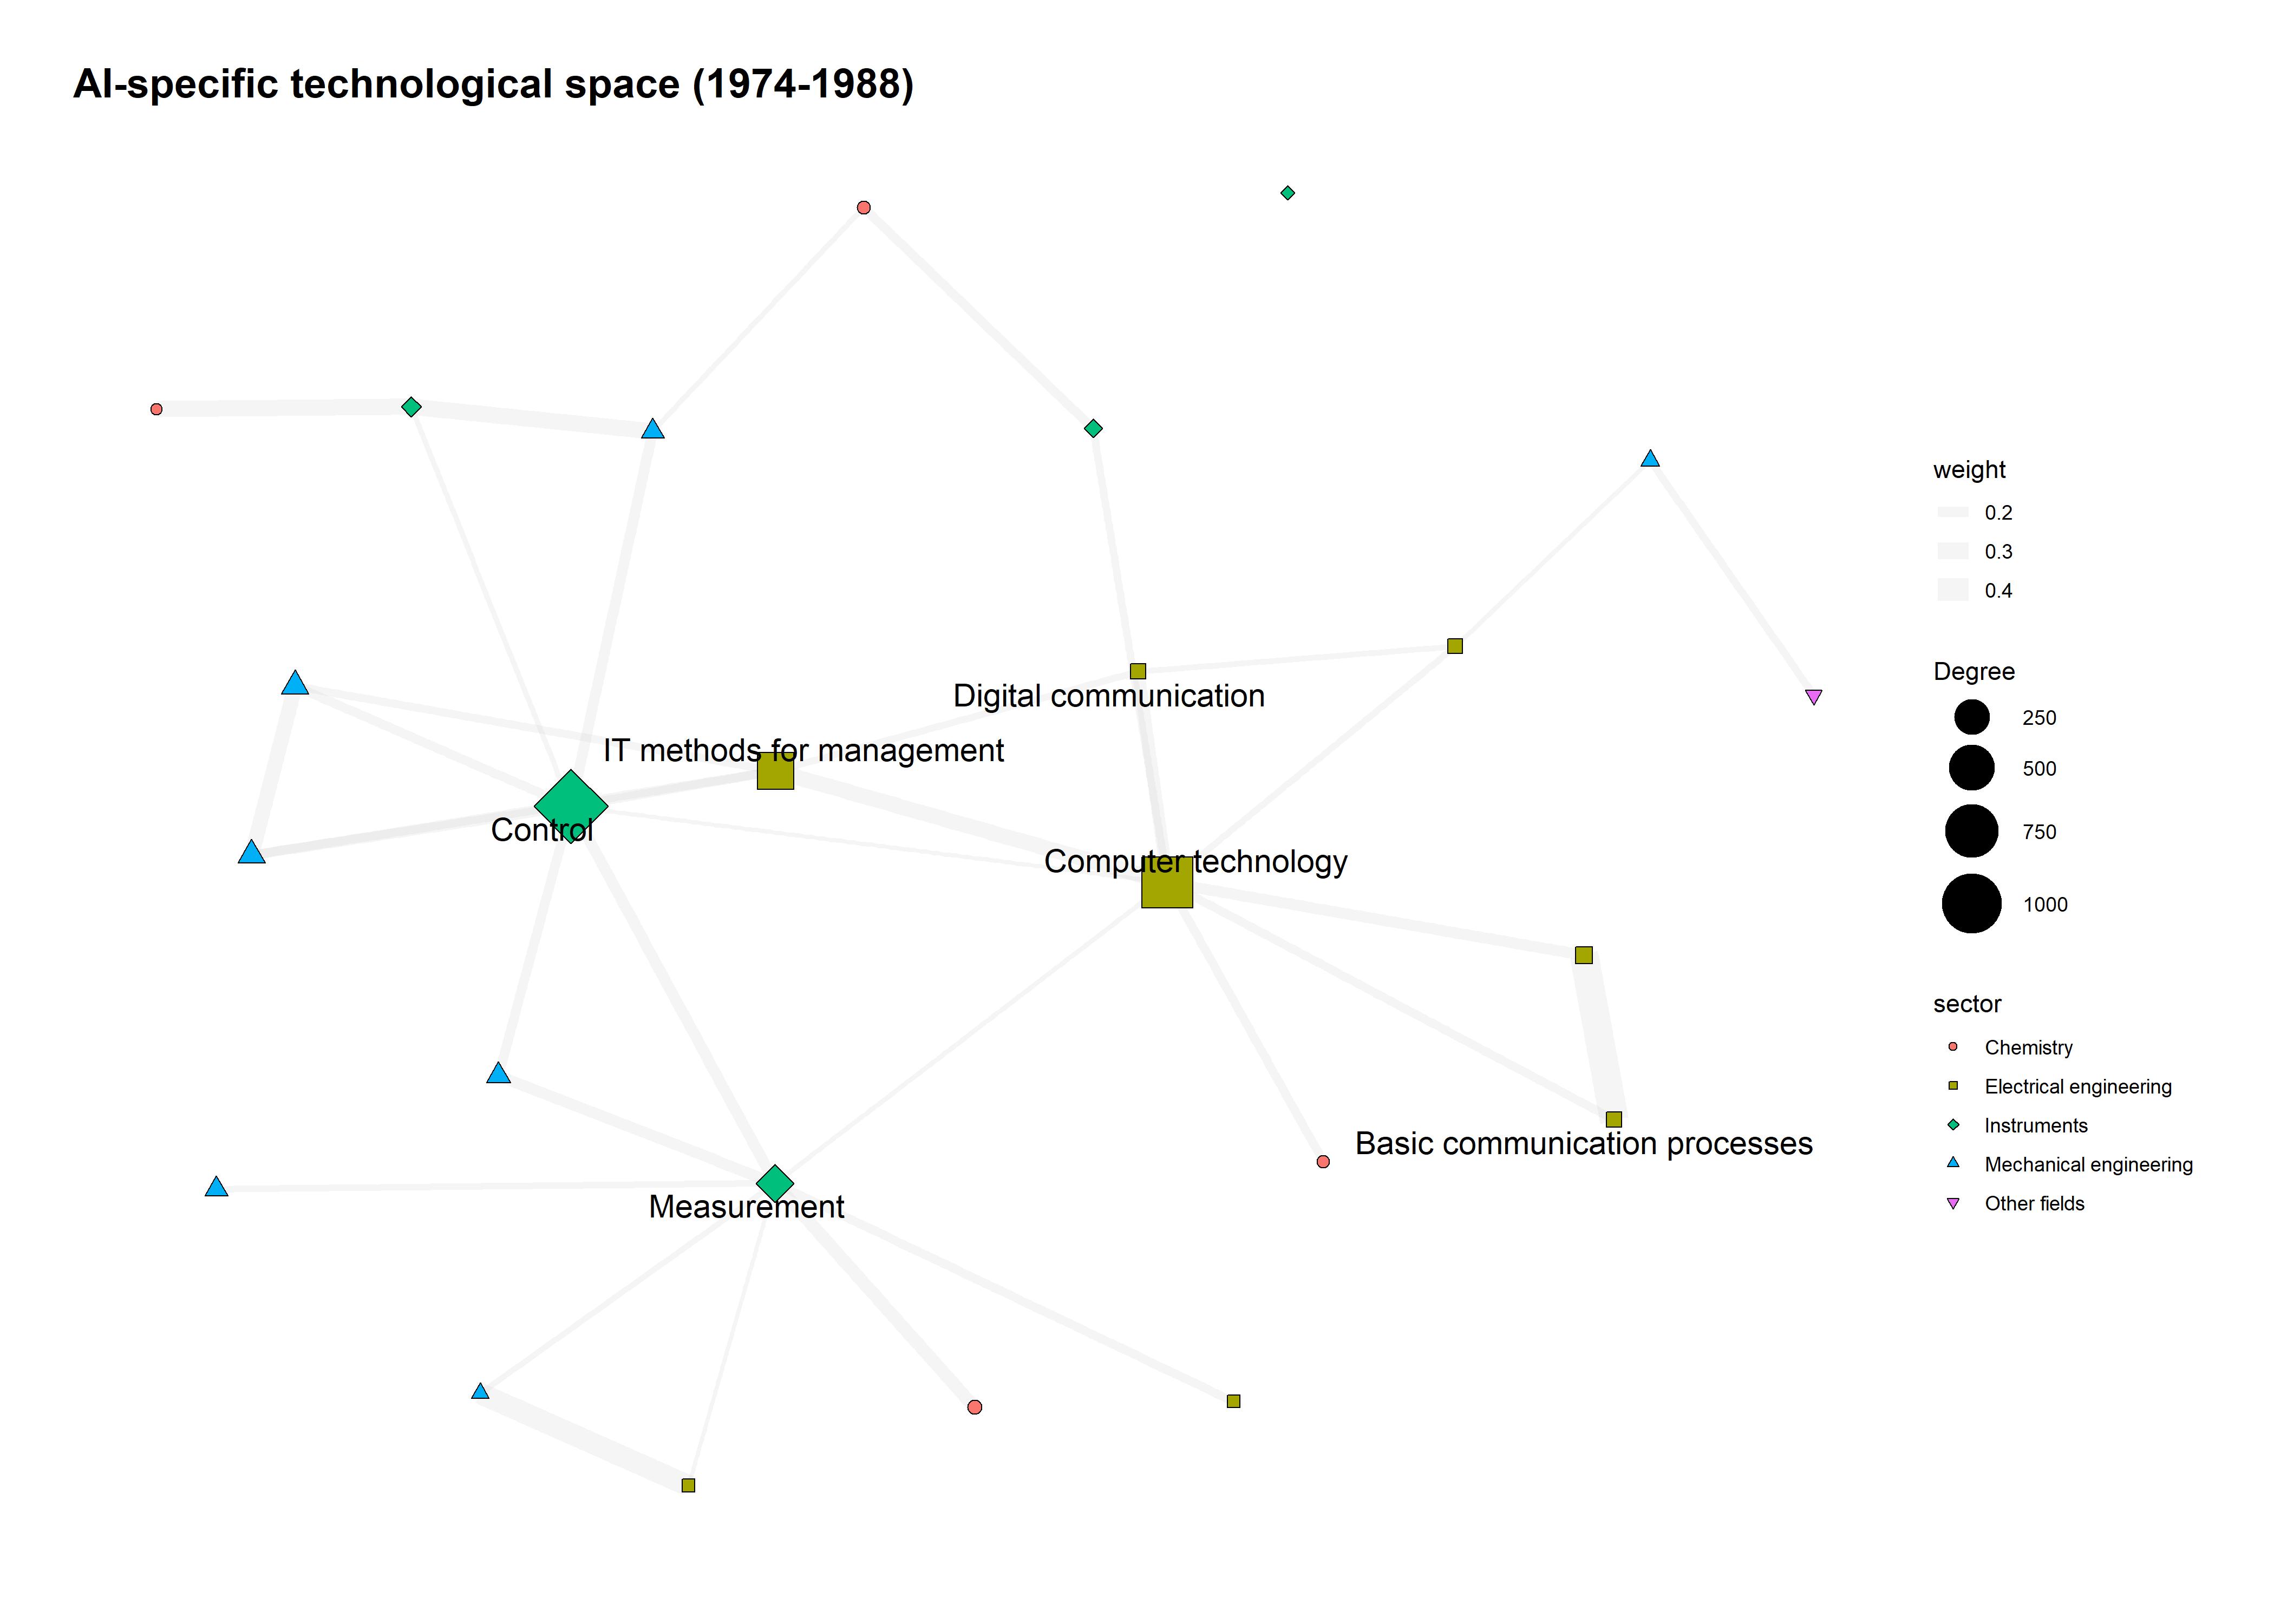 AI-specific technological space (1974-1988)
Digital communication
IT methods for management
Control
Computer technology
Basic communication processes
Measurement
weight
0.2
0.3
0.4
Degree
250
500
750
1000
sector
Chemistry
Electrical engineering
Instruments
Mechanical engineering
Other fields